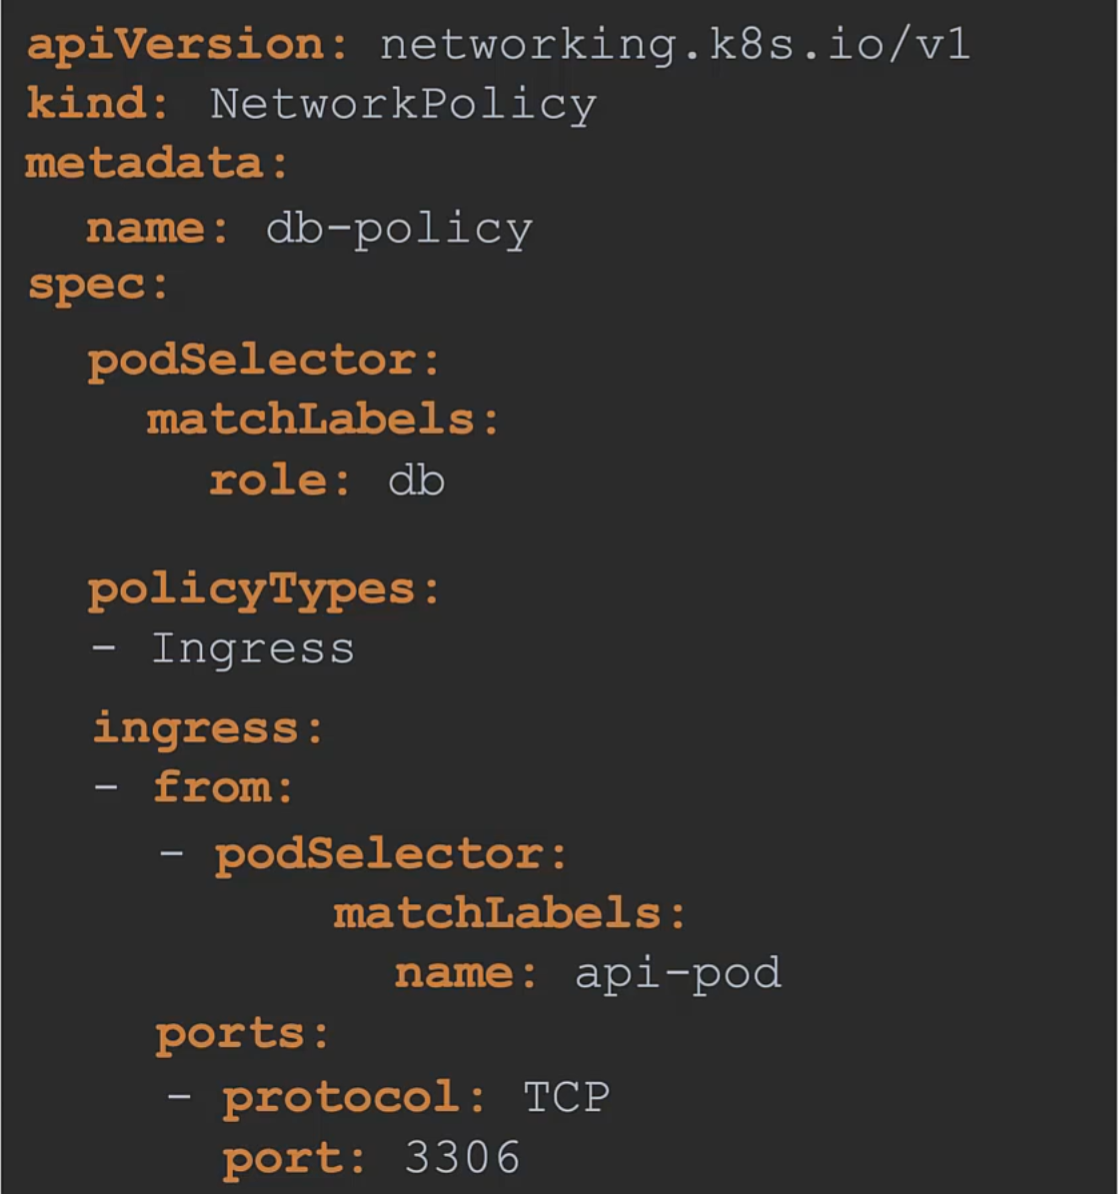 apiVersion: networking.k8s.io/v1
kind: NetworkPolicy
metadata:
  name: db-policy
spec:
  podSelector:
    matchLabels:
      role: db
  policyTypes:
  - Ingress
  ingress:
  - from:
    - podSelector:
        matchLabels:
          name: api-pod
    ports:
    - protocol: TCP
      port: 3306